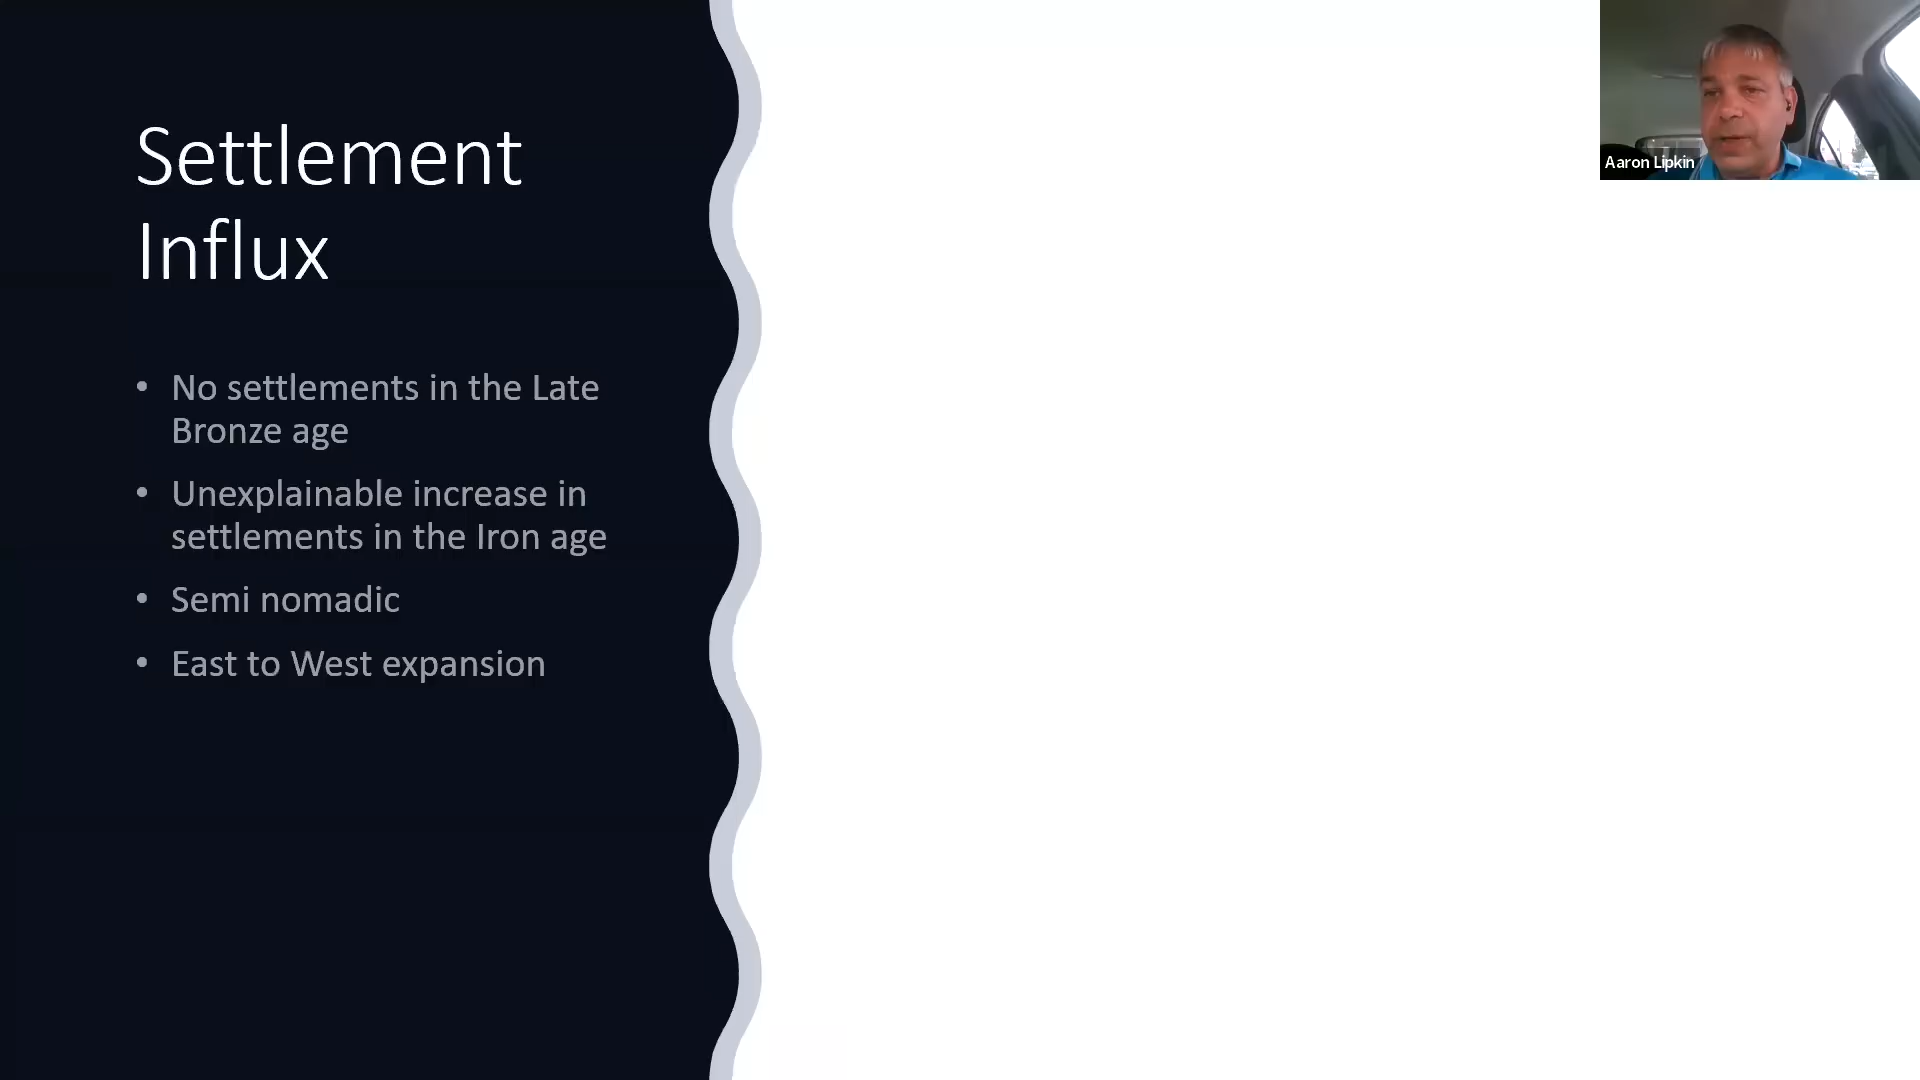 Settlement
Influx
• No settlements in the Late
Bronze age
• Unexplainable increase in
settlements in the Iron age
• Semi nomadic
• East to West expansion
Aaron Lipkin